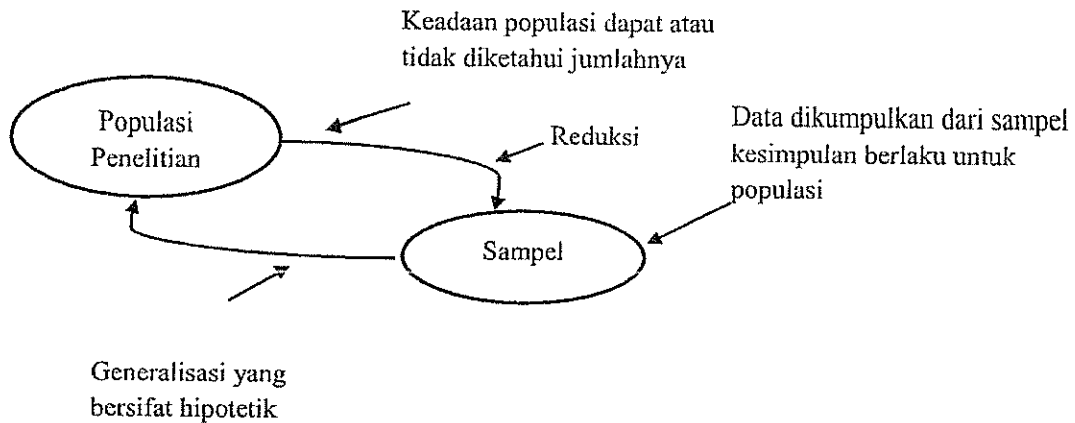 Keadaan populasi dapat atau
tidak diketahui jumlahnya
Populasi
Penelitian
Reduksi
Data dikumpulkan dari sampel
kesimpulan berlaku untuk
populasi
Sampel
Generalisasi yang
bersifat hipotetik